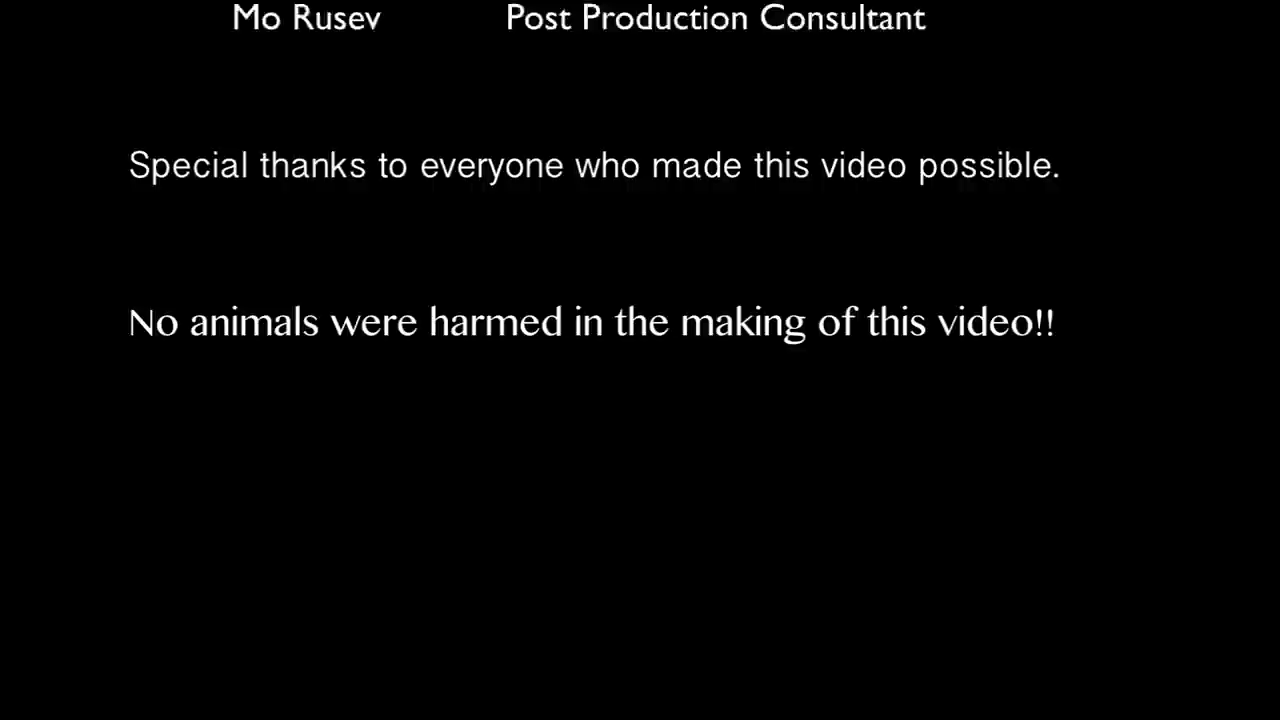 Mo Rusev Post Production Consultant
Special thanks to everyone who made this video possible.
No animals were harmed in the making of this video!!